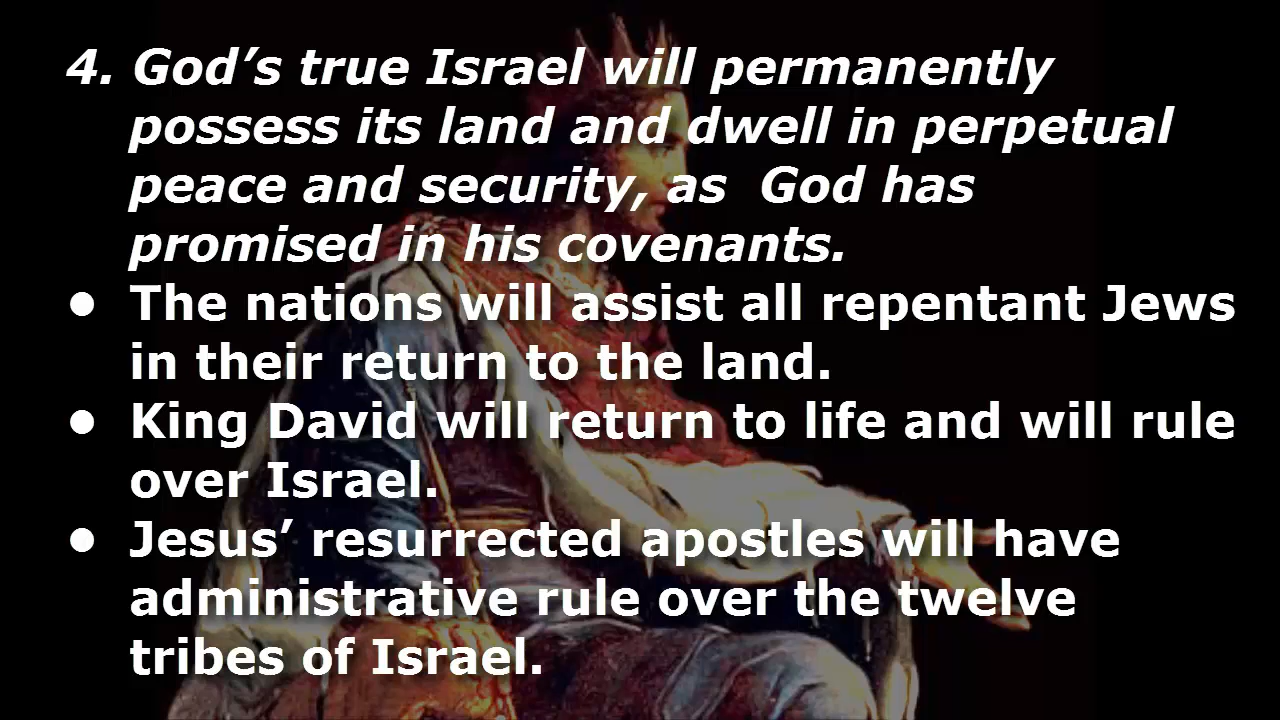 4. God’s true Israel will permanently
possess its land and dwell in perpetual
peace and security, as  God has
promised in his covenants.
● The nations will assist all repentant Jews
in their return to the land.
● King David will return to life and will rule
over Israel.
● Jesus’ resurrected apostles will have
administrative rule over the twelve
tribes of Israel.